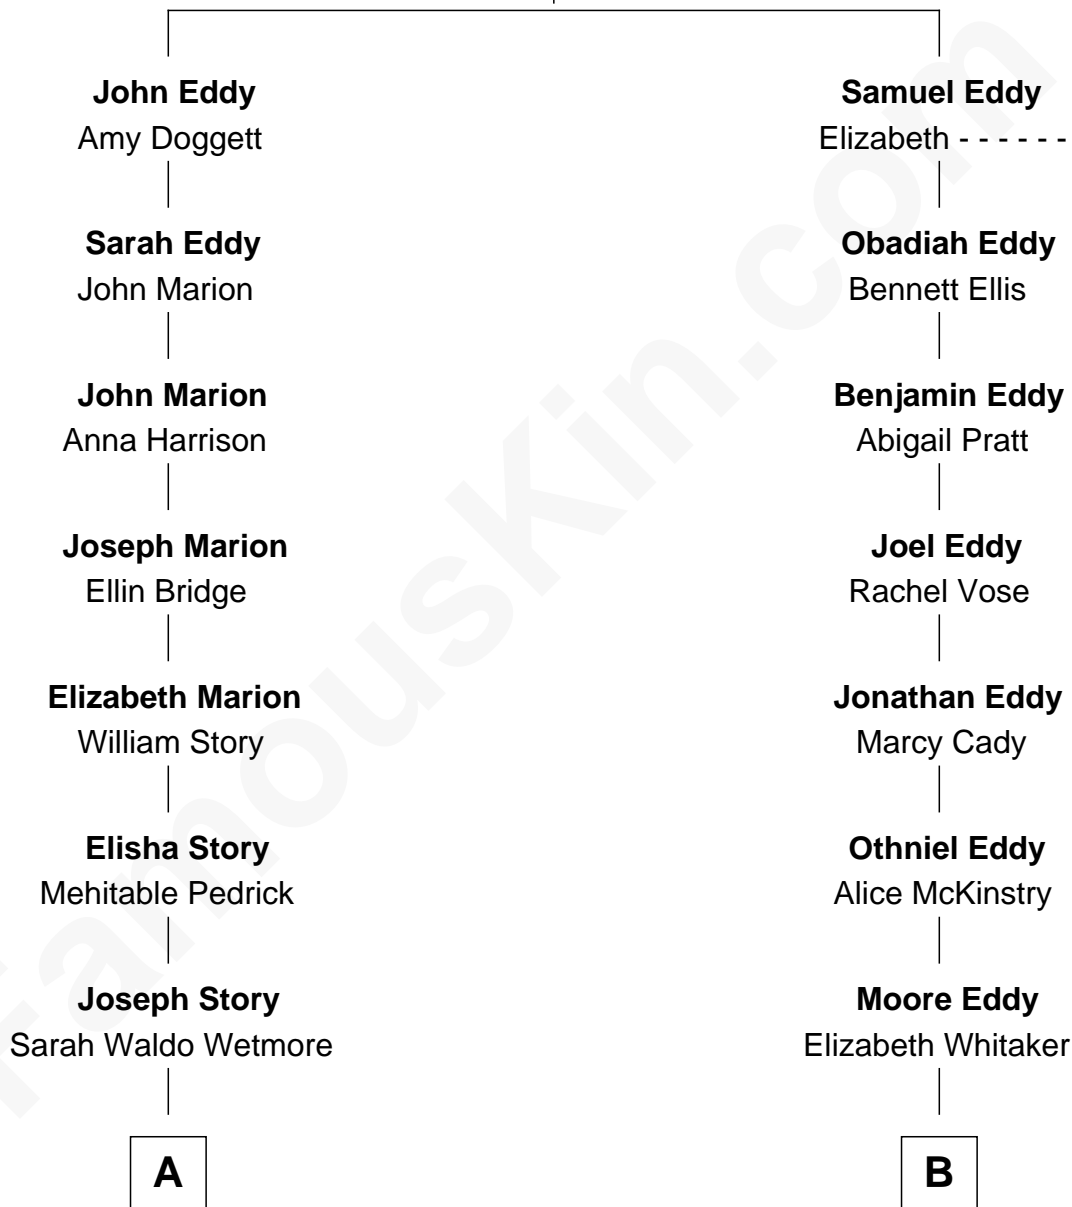 John Eddy
Amy Doggett
Sarah Eddy
John Marion
John Marion
Anna Harrison
Joseph Marion
Ellin Bridge
Elizabeth Marion
William Story
Elisha Story
Mehitable Pedrick
Joseph Story
Sarah Waldo Wetmore
A
Samuel Eddy
Elizabeth - - - - - -
Obadiah Eddy
Bennett Ellis
Benjamin Eddy
Abigail Pratt
Joel Eddy
Rachel Vose
Jonathan Eddy
Marcy Cady
Othniel Eddy
Alice McKinstry
Moore Eddy
Elizabeth Whitaker
B
FamousKin.com